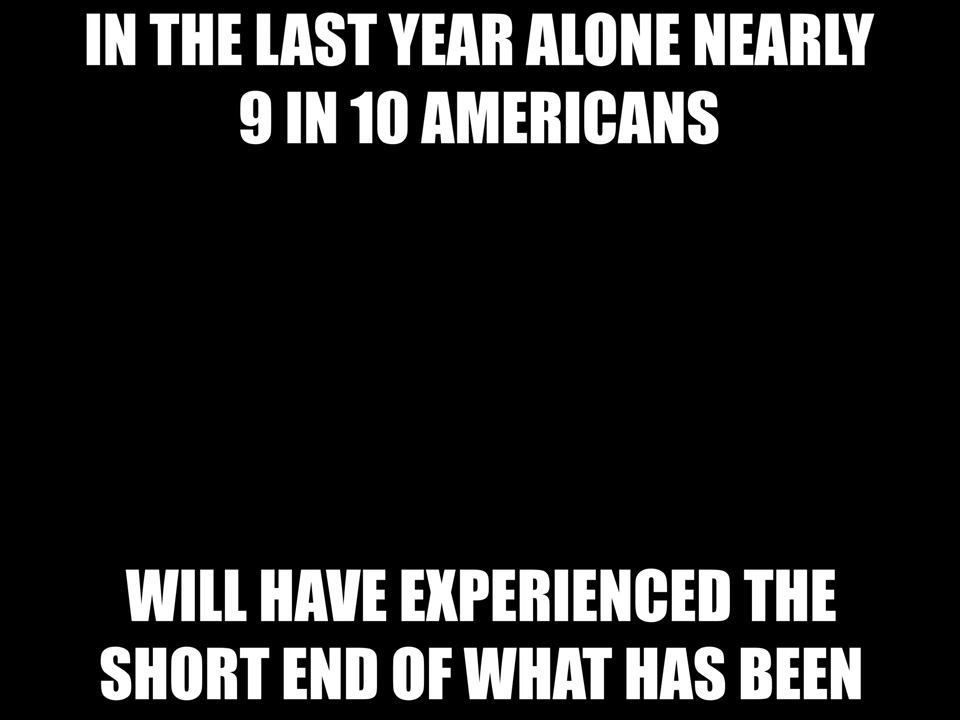 IN THE LAST YEAR ALONE NEARLY
9 IN 10 AMERICANS
WILL HAVE EXPERIENCED THE
SHORT END OF WHAT HAS BEEN